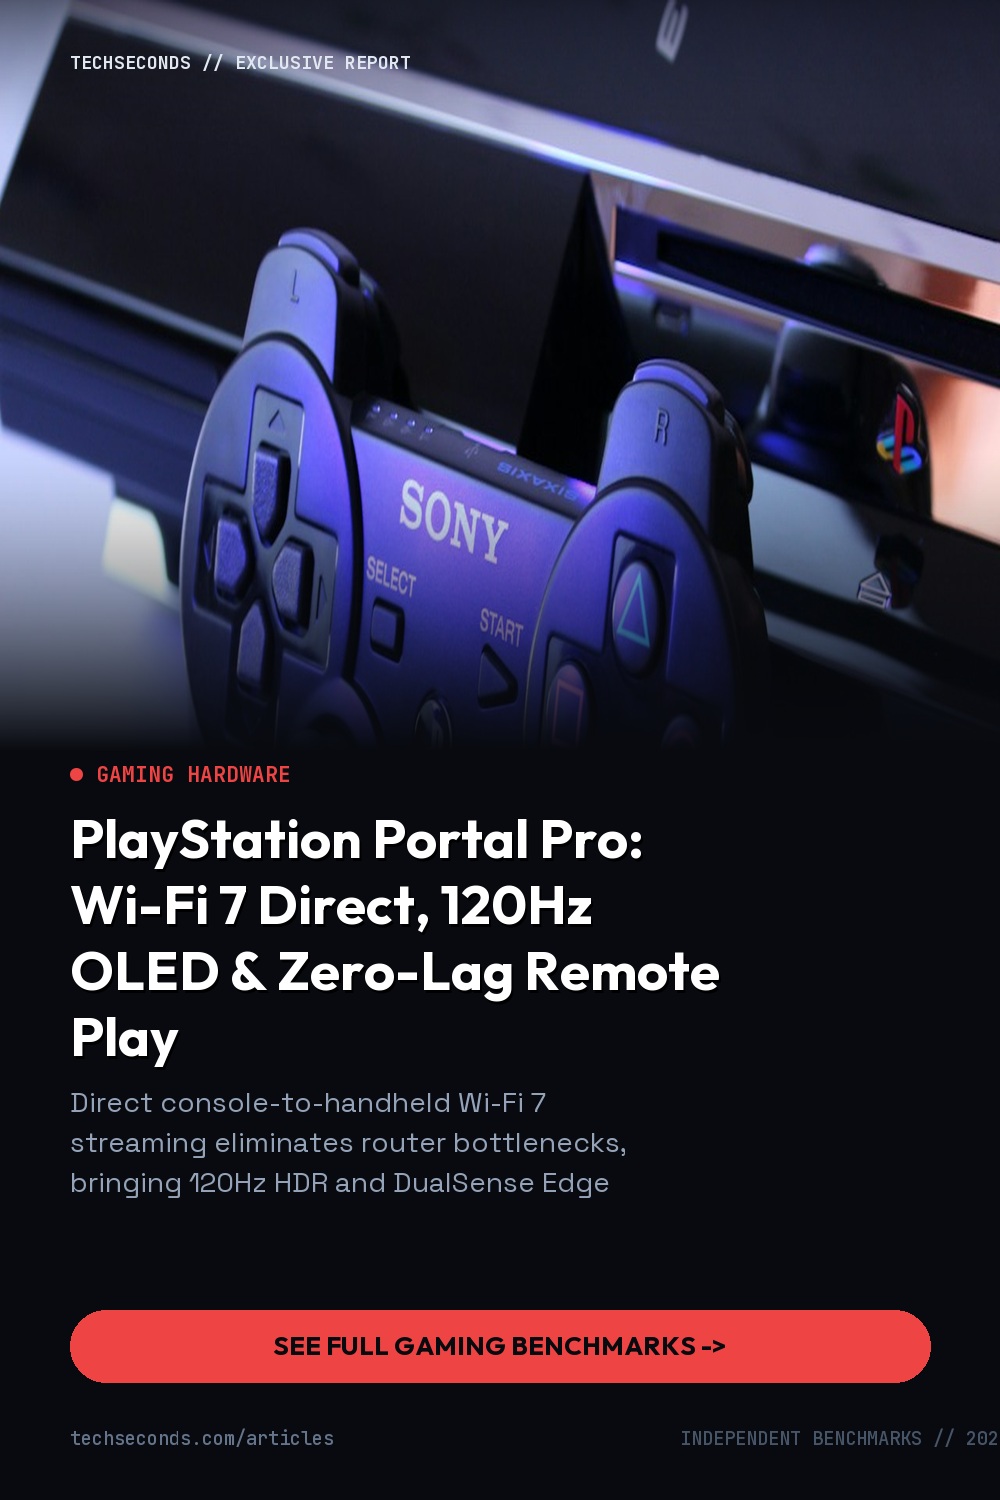 TECHSECONDS // EXCLUSIVE REPORT
L
R
SIXAXIS
SONY
SELECT
START
GAMING HARDWARE
PlayStation Portal Pro:
Wi-Fi 7 Direct, 120Hz
OLED & Zero-Lag Remote
Play
Direct console-to-handheld Wi-Fi 7
streaming eliminates router bottlenecks,
bringing 120Hz HDR and DualSense Edge
SEE FULL GAMING BENCHMARKS ->
techseconds.com/articles
INDEPENDENT BENCHMARKS // 202